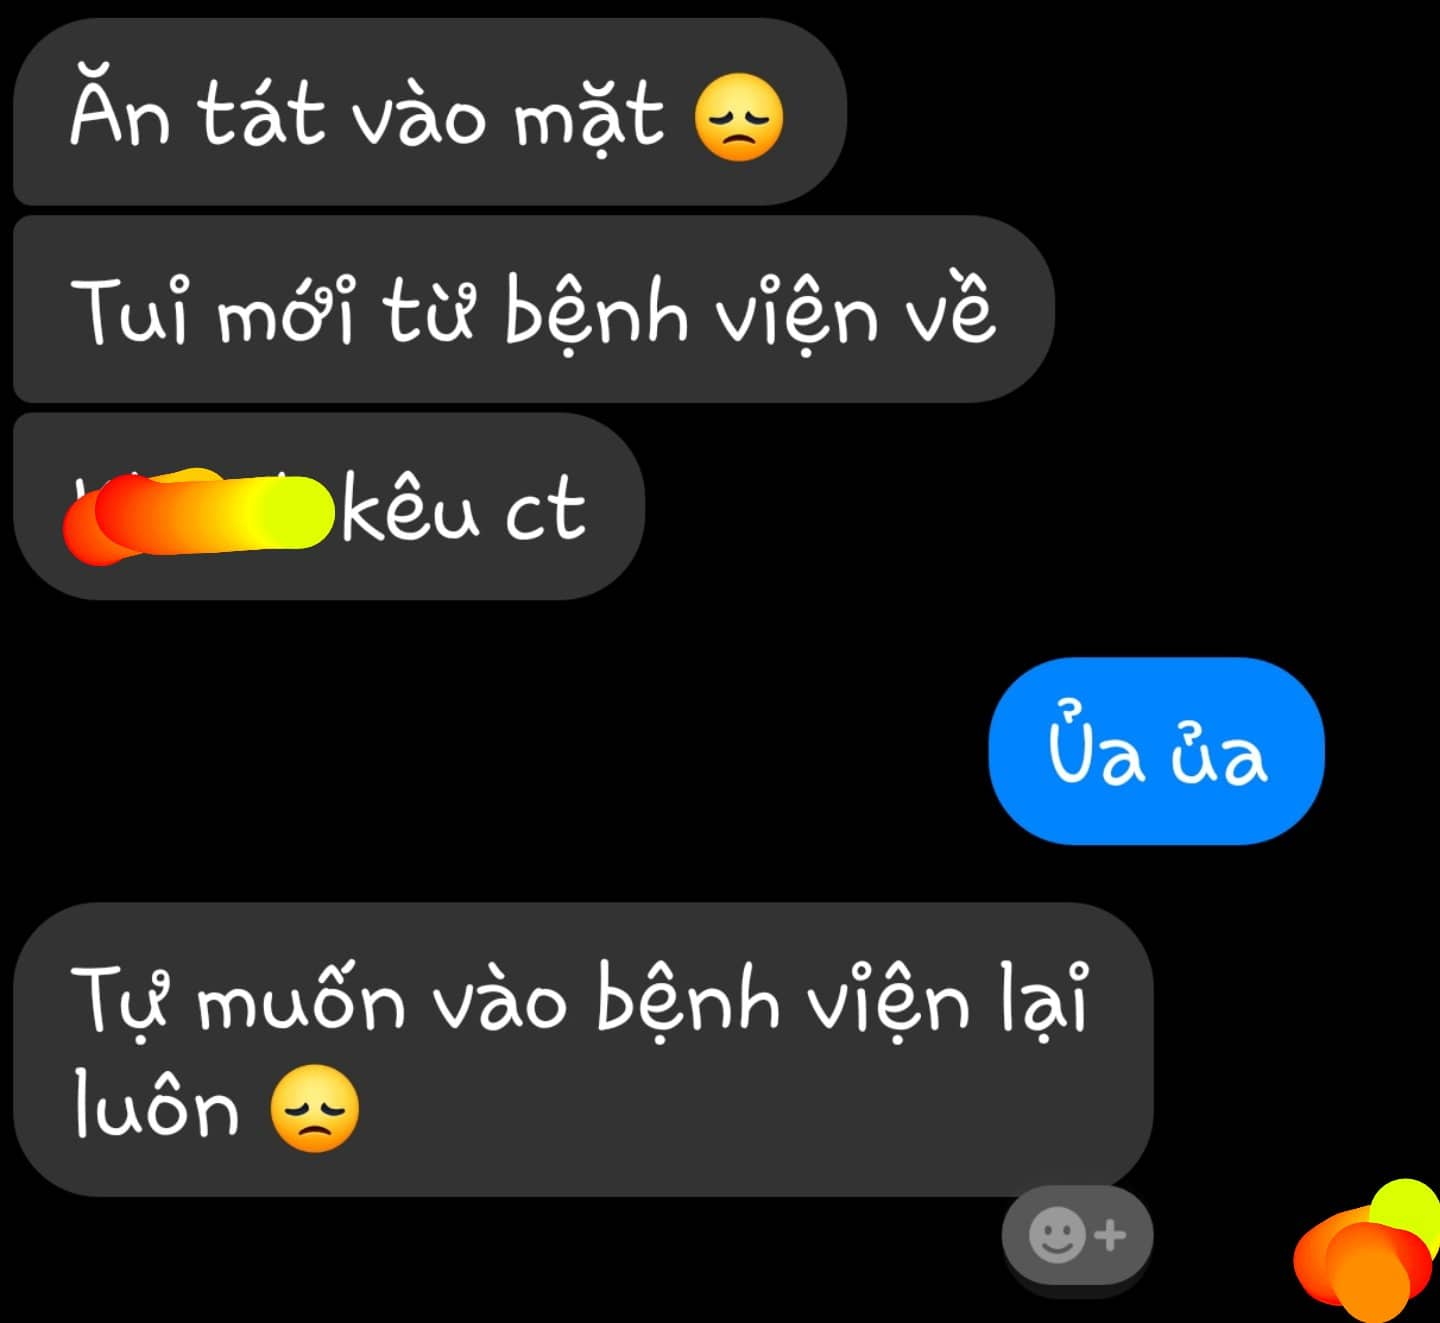 Ăn tát vào mặt 😞
Tui mới từ bệnh viện về
kêu ct
Ủa ủa
Tự muốn vào bệnh viện lại
luôn 😞